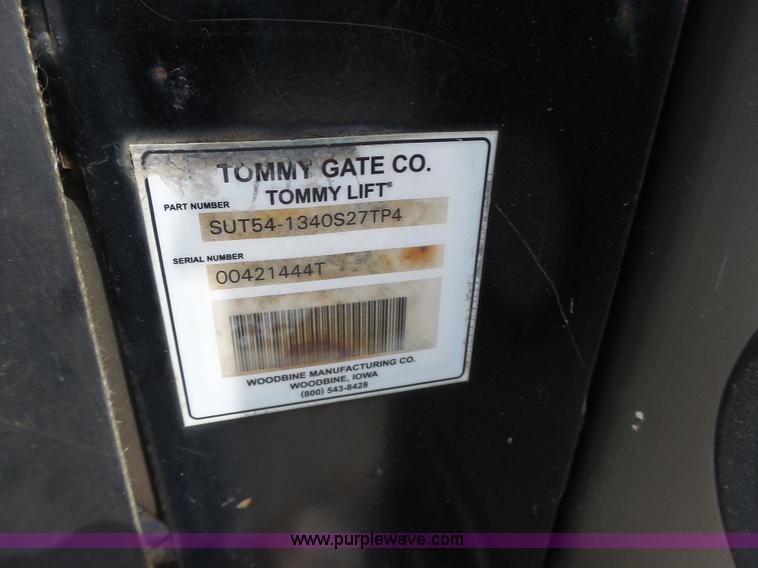 TOMMY GATE CO.
TOMMY LIFT®
PART NUMBER
SUT54-1340S27TP4
SERIAL NUMBER
00421444T
WOODBINE MANUFACTURING CO.
WOODBINE, IOWA
(800) 543-8428
www.purplewave.com